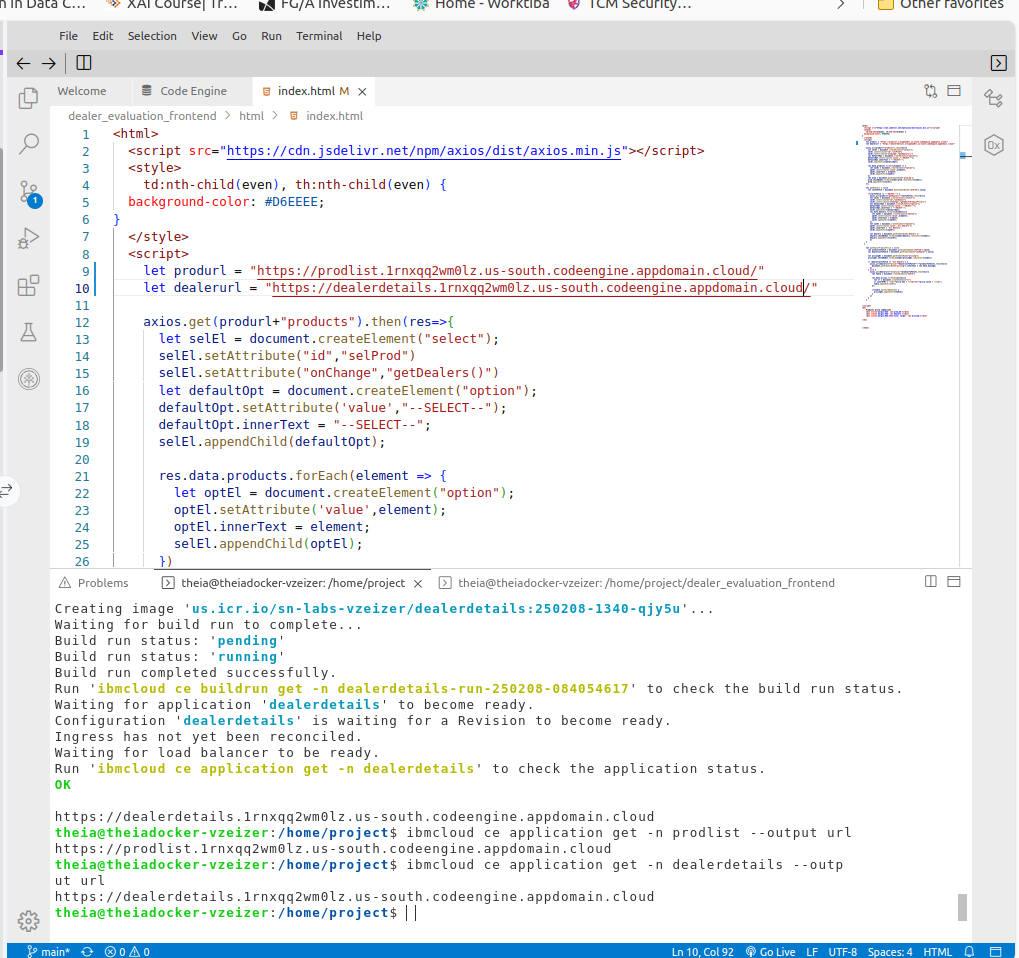 n in Data C... XAI Course| Tr... FG/A Investim... Home - Worktiba TCM Security... Other favorites
File Edit Selection View Go Run Terminal Help
Welcome Code Engine index.html M
dealer_evaluation_frontend > html > index.html
1 <html>
2 <script src="https://cdn.jsdelivr.net/npm/axios/dist/axios.min.js"></script>
3 <style>
4 td:nth-child(even), th:nth-child(even) {
5 background-color: #D6EEEE;
6 }
7 </style>
8 <script>
9 let produrl = "https://prodlist.1rnxqq2wm0lz.us-south.codeengine.appdomain.cloud/"
10 let dealerurl = "https://dealerdetails.1rnxqq2wm0lz.us-south.codeengine.appdomain.cloud/"
11
12 axios.get(produrl+"products").then(res=>{
13 let selEl = document.createElement("select");
14 selEl.setAttribute("id","selProd")
15 selEl.setAttribute("onChange","getDealers()")
16 let defaultOpt = document.createElement("option");
17 defaultOpt.setAttribute('value',"--SELECT--");
18 defaultOpt.innerText = "--SELECT--";
19 selEl.appendChild(defaultOpt);
20
21 res.data.products.forEach(element => {
22 let optEl = document.createElement("option");
23 optEl.setAttribute('value',element);
24 optEl.innerText = element;
25 selEl.appendChild(optEl);
26 })
1
0x
Problems theia@theiadocker-vzeizer: /home/project theia@theiadocker-vzeizer: /home/project/dealer_evaluation_frontend
Creating image 'us.icr.io/sn-labs-vzeizer/dealerdetails:250208-1340-qjy5u'...
Waiting for build run to complete...
Build run status: 'pending'
Build run status: 'running'
Build run completed successfully.
Run 'ibmcloud ce buildrun get -n dealerdetails-run-250208-084054617' to check the build run status.
Waiting for application 'dealerdetails' to become ready.
Configuration 'dealerdetails' is waiting for a Revision to become ready.
Ingress has not yet been reconciled.
Waiting for load balancer to be ready.
Run 'ibmcloud ce application get -n dealerdetails' to check the application status.
OK
https://dealerdetails.1rnxqq2wm0lz.us-south.codeengine.appdomain.cloud
theia@theiadocker-vzeizer:/home/project$ ibmcloud ce application get -n prodlist --output url
https://prodlist.1rnxqq2wm0lz.us-south.codeengine.appdomain.cloud
theia@theiadocker-vzeizer:/home/project$ ibmcloud ce application get -n dealerdetails --outp
ut url
https://dealerdetails.1rnxqq2wm0lz.us-south.codeengine.appdomain.cloud
theia@theiadocker-vzeizer:/home/project$
main* 0 0 Ln 10, Col 92 Go Live LF UTF-8 Spaces: 4 HTML